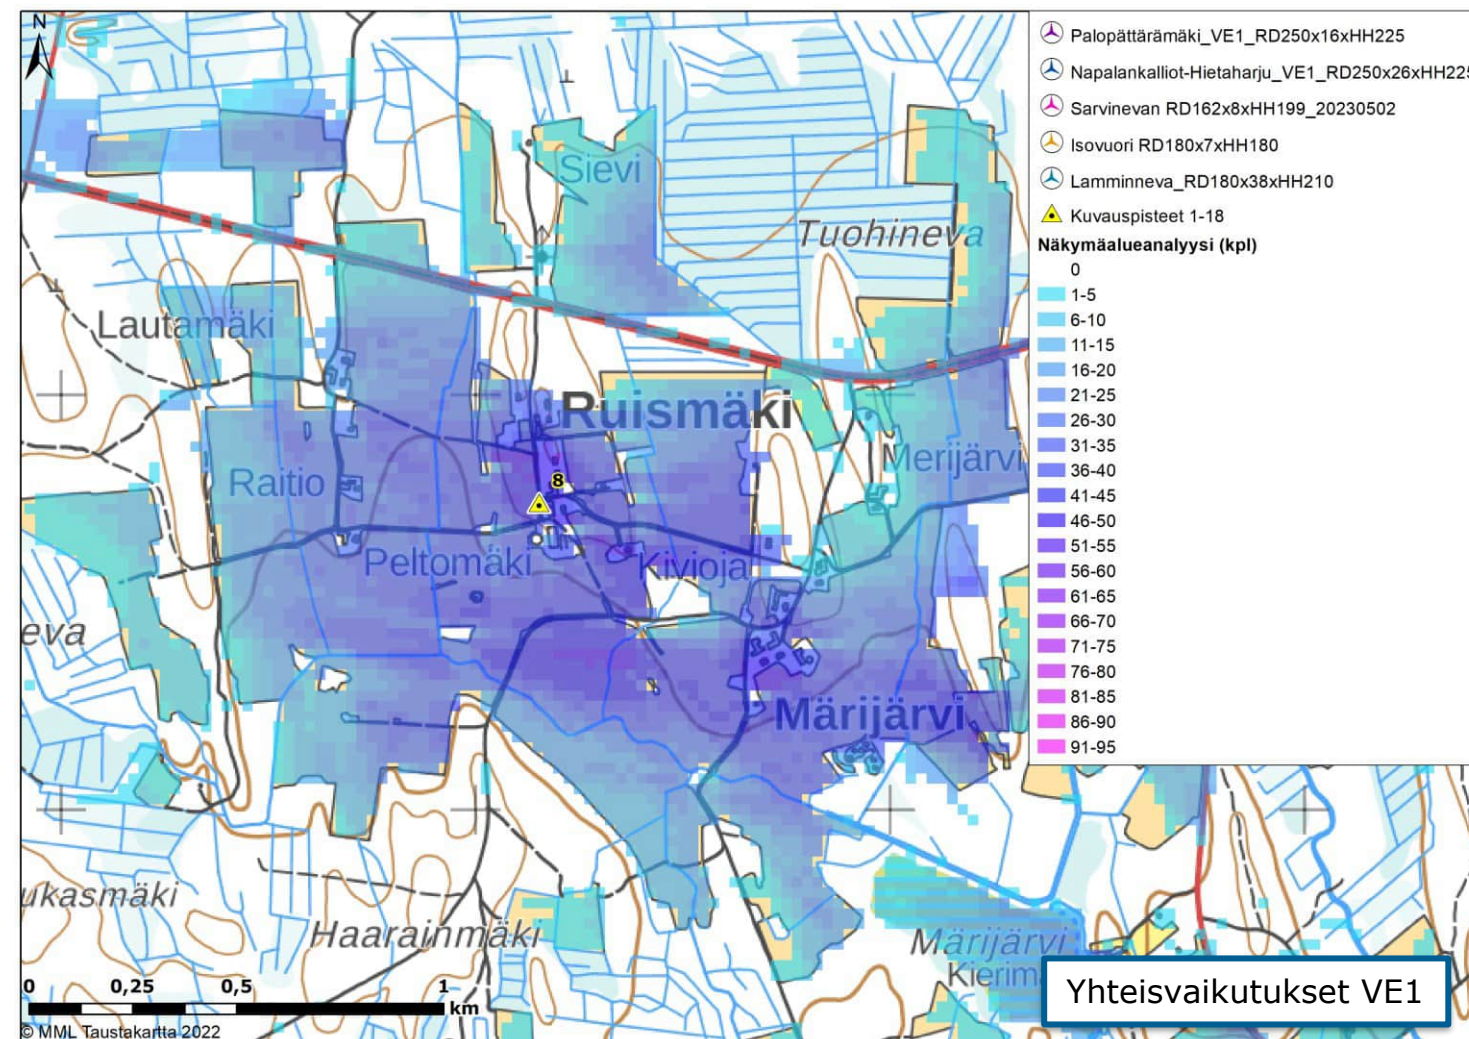 N
Palopättärämäki_VE1_RD250x16xHH225
Napalankalliot-Hietaharju_VE1_RD250x26xHH225
Sarvinevan RD162x8xHH199_20230502
Isovuori RD180x7xHH180
Lamminneva_RD180x38xHH210
Kuvauspisteet 1-18
Näkymäalueanalyysi (kpl)
0
1-5
6-10
11-15
16-20
21-25
26-30
31-35
36-40
41-45
46-50
51-55
56-60
61-65
66-70
71-75
76-80
81-85
86-90
91-95
Sievi
Tuohineva
Lautamäki
Ruismäki
Merijärvi
Raitio
8
Peltomäki
Kivioja
eva
Märijärvi
ukasmäki
Haarainmäki
Märijärvi
Kierimä
0 0,25 0,5 1
km
© MML Taustakartta 2022
Yhteisvaikutukset VE1